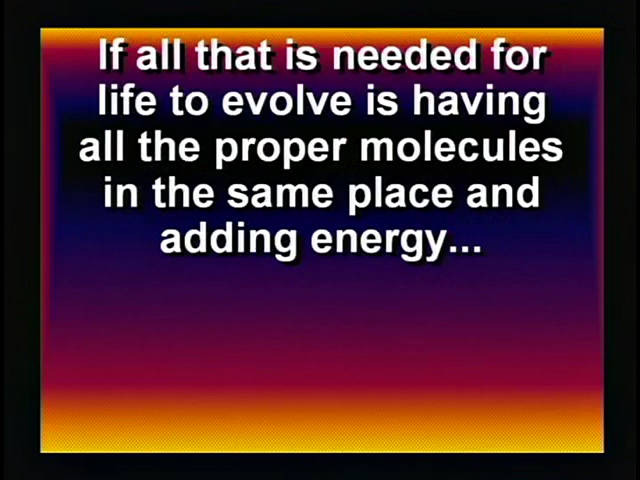 If all that is needed for
life to evolve is having
all the proper molecules
in the same place and
adding energy...